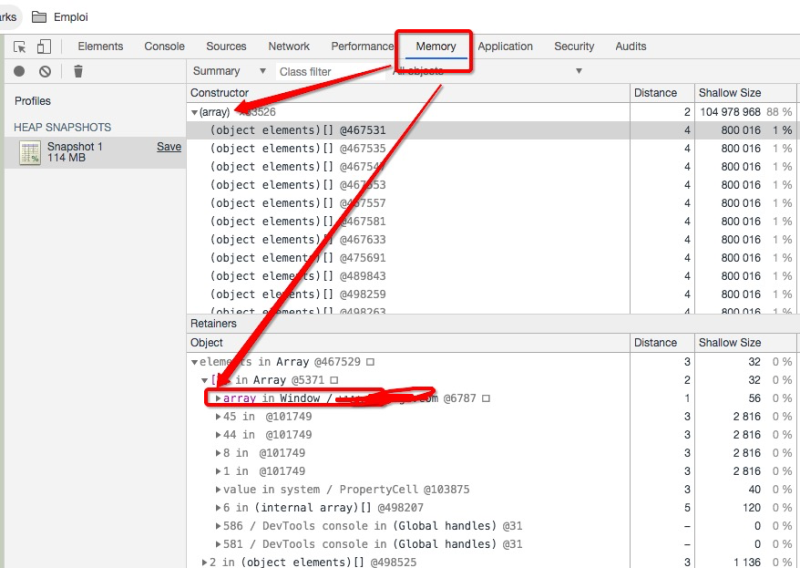 arks Emploi
Elements Console Sources Network Performance Memory Application Security Audits
Summary ▼ Class filter All objects ▼
Profiles
HEAP SNAPSHOTS
Snapshot 1 Save
114 MB
Constructor Distance Shallow Size
▼(array) 2 104 978 968 88 %
(object elements)[] @467531 4 800 016 1 %
(object elements)[] @467535 4 800 016 1 %
(object elements)[] 4 800 016 1 %
(object elements)[] 4 800 016 1 %
(object elements)[] @467557 4 800 016 1 %
(object elements)[] @467581 4 800 016 1 %
(object elements)[] @467633 4 800 016 1 %
(object elements)[] @475691 4 800 016 1 %
(object elements)[] @489843 4 800 016 1 %
(object elements)[] @498259 4 800 016 1 %
(object elements)[] @498263 4 800 016 1 %
Retainers
Object Distance Shallow Size
▼elements in Array @467529 □ 3 32 0 %
▼ in Array @5371 □ 2 32 0 %
▶array in Window / @6787 □ 1 56 0 %
▶45 in @101749 3 2 816 0 %
▶44 in @101749 3 2 816 0 %
▶8 in @101749 3 2 816 0 %
▶1 in @101749 3 2 816 0 %
▶value in system / PropertyCell @103875 3 40 0 %
▶6 in (internal array)[] @498207 5 120 0 %
▶586 / DevTools console in (Global handles) @31 – 0 0 %
▶581 / DevTools console in (Global handles) @31 – 0 0 %
▶2 in (object elements)[] @498525 3 1 136 0 %